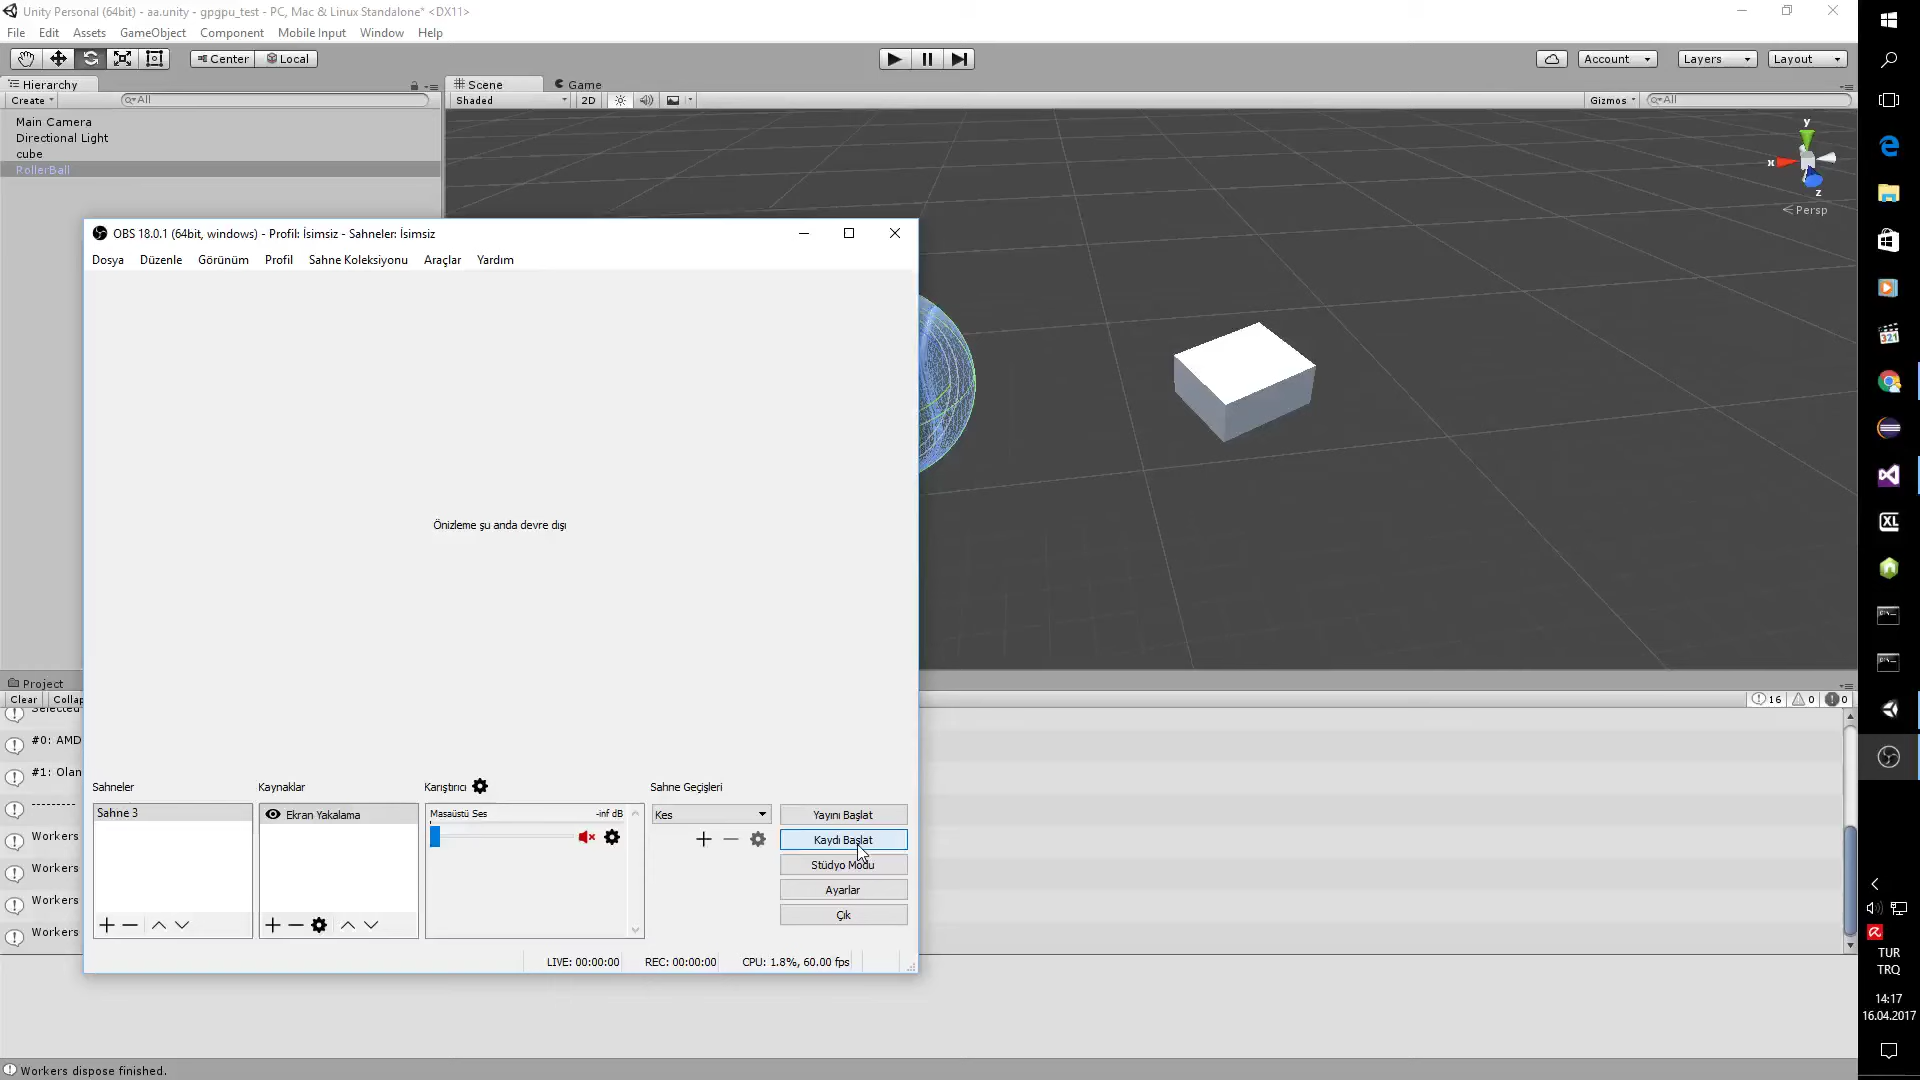 Unity Personal (64bit) - aa.unity - gpgpu_test - PC, Mac & Linux Standalone* <DX11>
File Edit Assets GameObject Component Mobile Input Window Help
Center Local
Account Layers Layout
Hierarchy
Create All
Main Camera
Directional Light
cube
RollerBall
Scene Game
Shaded 2D Gizmos All
y
x
z
Persp
OBS 18.0.1 (64bit, windows) - Profil: İsimsiz - Sahneler: İsimsiz
Dosya Düzenle Görünüm Profil Sahne Koleksiyonu Araçlar Yardım
Önizleme şu anda devre dışı
Sahneler Kaynaklar Karıştırıcı Sahne Geçişleri
Sahne 3
Ekran Yakalama
Masaüstü Ses -inf dB
Kes
Yayını Başlat
Kaydı Başlat
Stüdyo Modu
Ayarlar
Çık
LIVE: 00:00:00 REC: 00:00:00 CPU: 1.8%, 60.00 fps
Project
Clear Collap
16 0 0
Selected
#0: AMD
#1: Olan
---------
Workers
Workers
Workers
Workers
Workers dispose finished.
321
XL
TUR
TRQ
14:17
16.04.2017